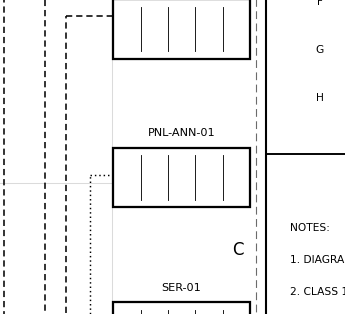 F
G
H
PNL-ANN-01
C
NOTES:
1. DIAGRA
SER-01
2. CLASS 1